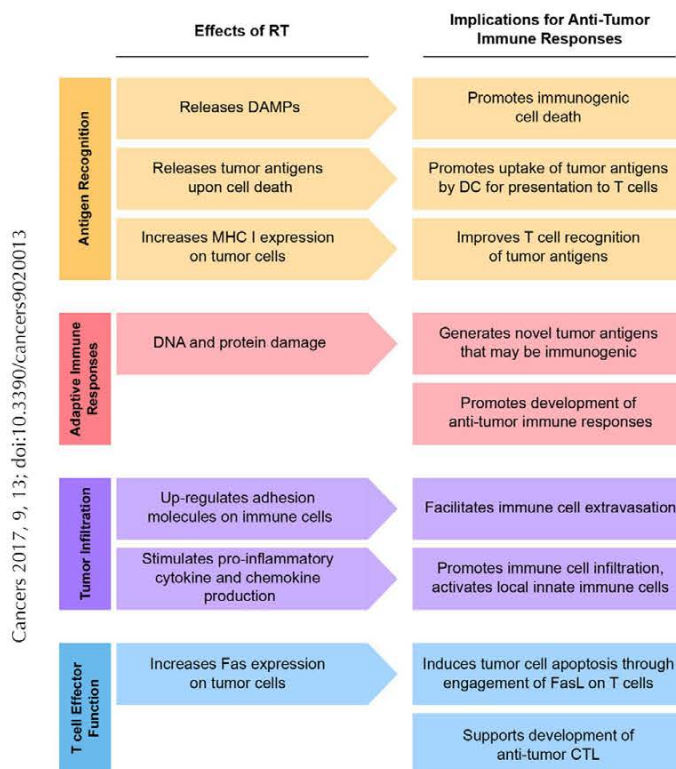 Effects of RT
Implications for Anti-Tumor
Immune Responses
Antigen Recognition
Releases DAMPs
Promotes immunogenic
cell death
Releases tumor antigens
upon cell death
Promotes uptake of tumor antigens
by DC for presentation to T cells
Increases MHC I expression
on tumor cells
Improves T cell recognition
of tumor antigens
Adaptive Immune
Responses
DNA and protein damage
Generates novel tumor antigens
that may be immunogenic
Promotes development of
anti-tumor immune responses
Tumor Infiltration
Up-regulates adhesion
molecules on immune cells
Facilitates immune cell extravasation
Stimulates pro-inflammatory
cytokine and chemokine
production
Promotes immune cell infiltration,
activates local innate immune cells
T cell Effector
Function
Increases Fas expression
on tumor cells
Induces tumor cell apoptosis through
engagement of FasL on T cells
Supports development of
anti-tumor CTL
Cancers 2017, 9, 13; doi:10.3390/cancers9020013